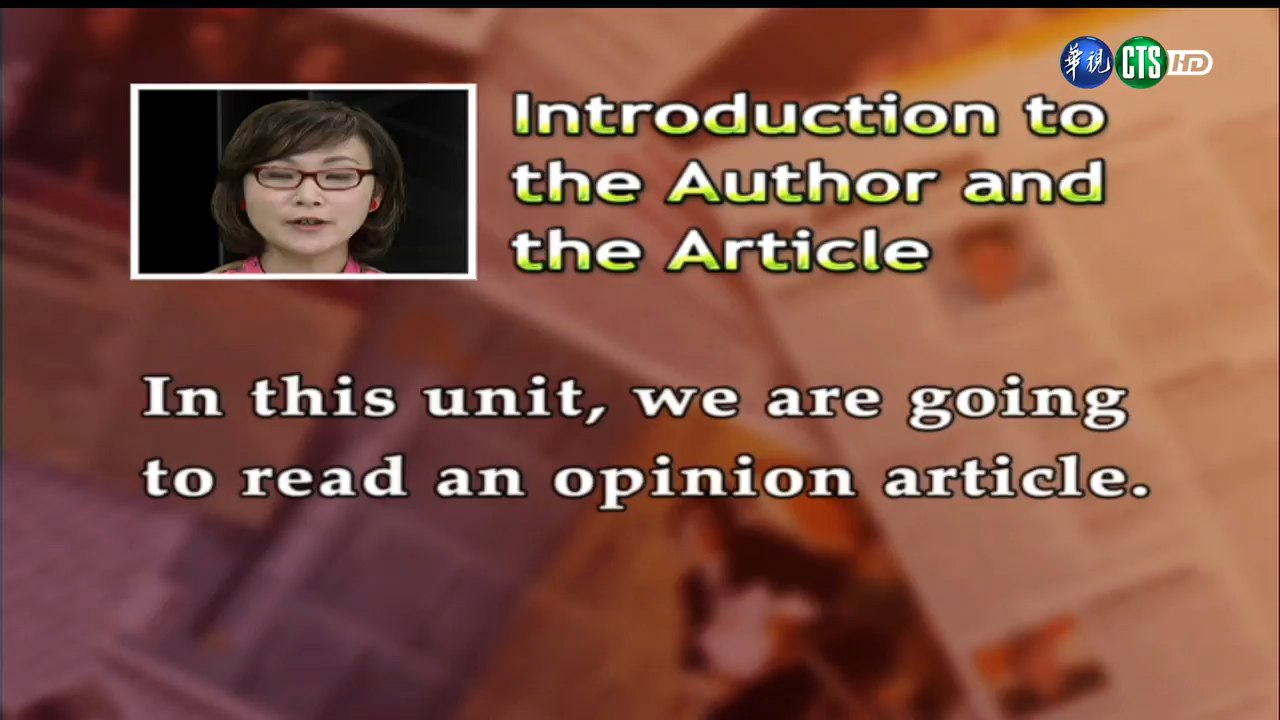 華視 CTS HD
Introduction to
the Author and
the Article
In this unit, we are going
to read an opinion article.